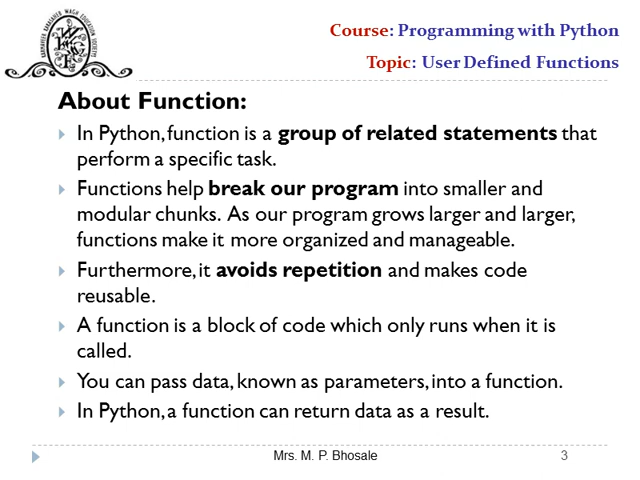 Course: Programming with Python
Topic: User Defined Functions
About Function:
In Python, function is a group of related statements that
perform a specific task.
Functions help break our program into smaller and
modular chunks. As our program grows larger and larger,
functions make it more organized and manageable.
Furthermore, it avoids repetition and makes code
reusable.
A function is a block of code which only runs when it is
called.
You can pass data, known as parameters, into a function.
In Python, a function can return data as a result.
Mrs. M. P. Bhosale
3